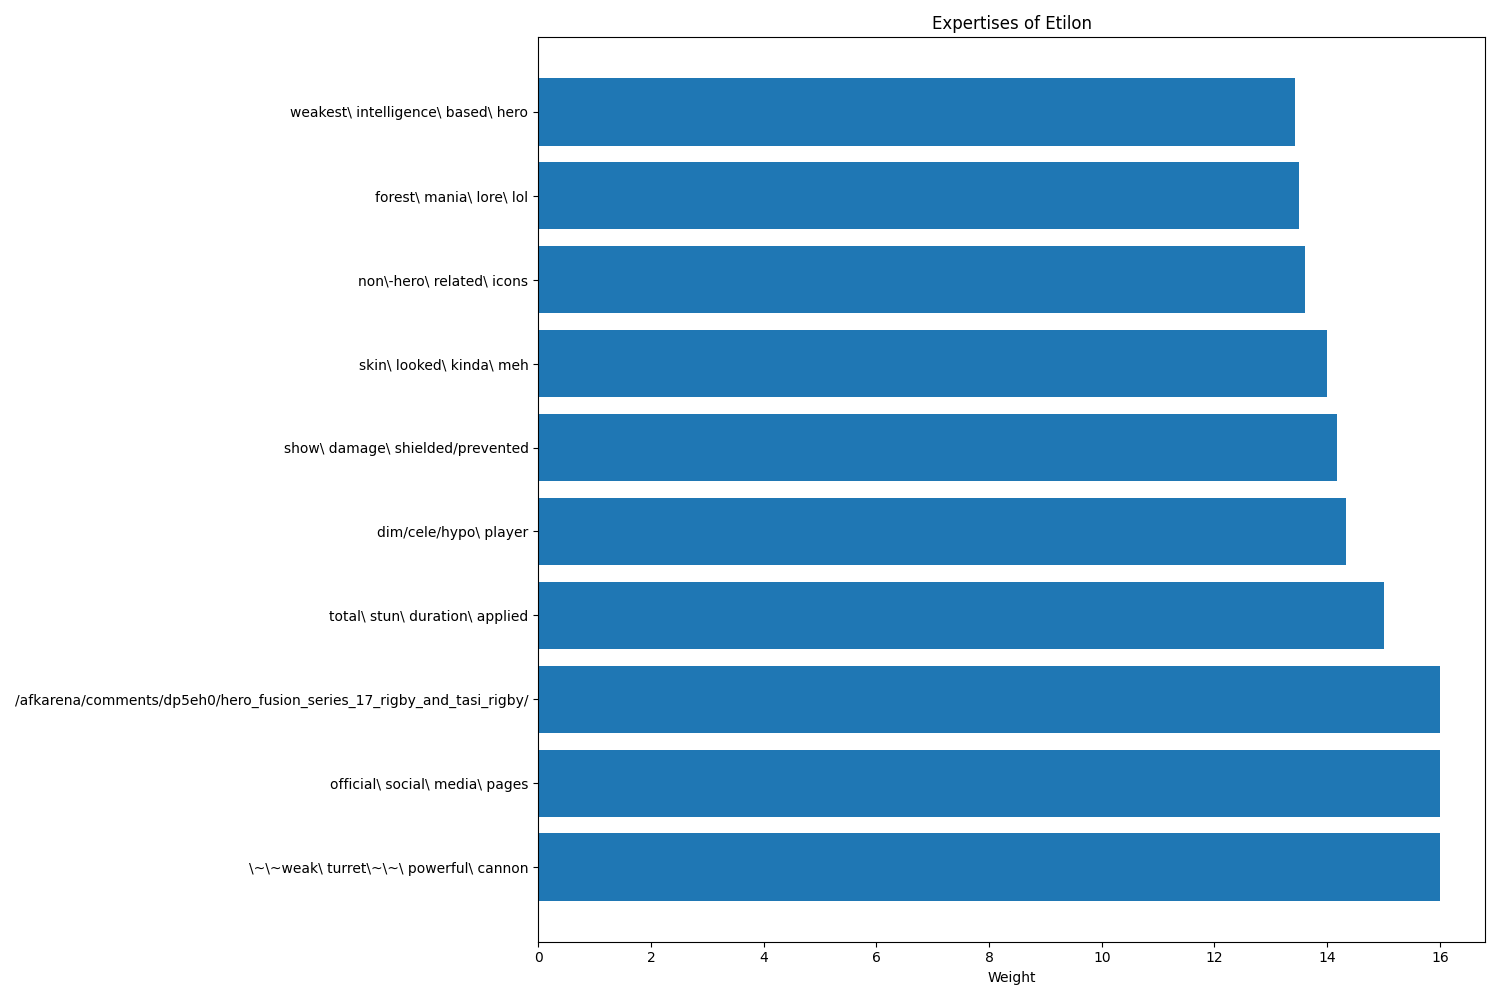 Expertises of Etilon
weakest\ intelligence\ based\ hero
forest\ mania\ lore\ lol
non\-hero\ related\ icons
skin\ looked\ kinda\ meh
show\ damage\ shielded/prevented
dim/cele/hypo\ player
total\ stun\ duration\ applied
/afkarena/comments/dp5eh0/hero_fusion_series_17_rigby_and_tasi_rigby/
official\ social\ media\ pages
\~\~weak\ turret\~\~\ powerful\ cannon
0 2 4 6 8 10 12 14 16
Weight